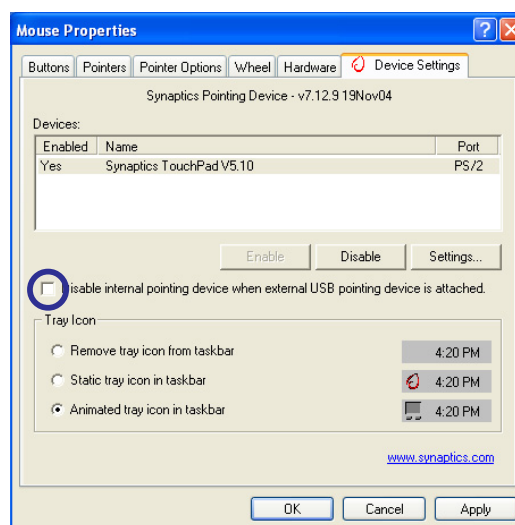 Mouse Properties
Buttons Pointers Pointer Options Wheel Hardware Device Settings
Synaptics Pointing Device - v7.12.9 19Nov04
Devices:
Enabled Name Port
Yes Synaptics TouchPad V5.10 PS/2
Enable Disable Settings...
Disable internal pointing device when external USB pointing device is attached.
Tray Icon
Remove tray icon from taskbar 4:20 PM
Static tray icon in taskbar 4:20 PM
Animated tray icon in taskbar 4:20 PM
www.synaptics.com
OK Cancel Apply